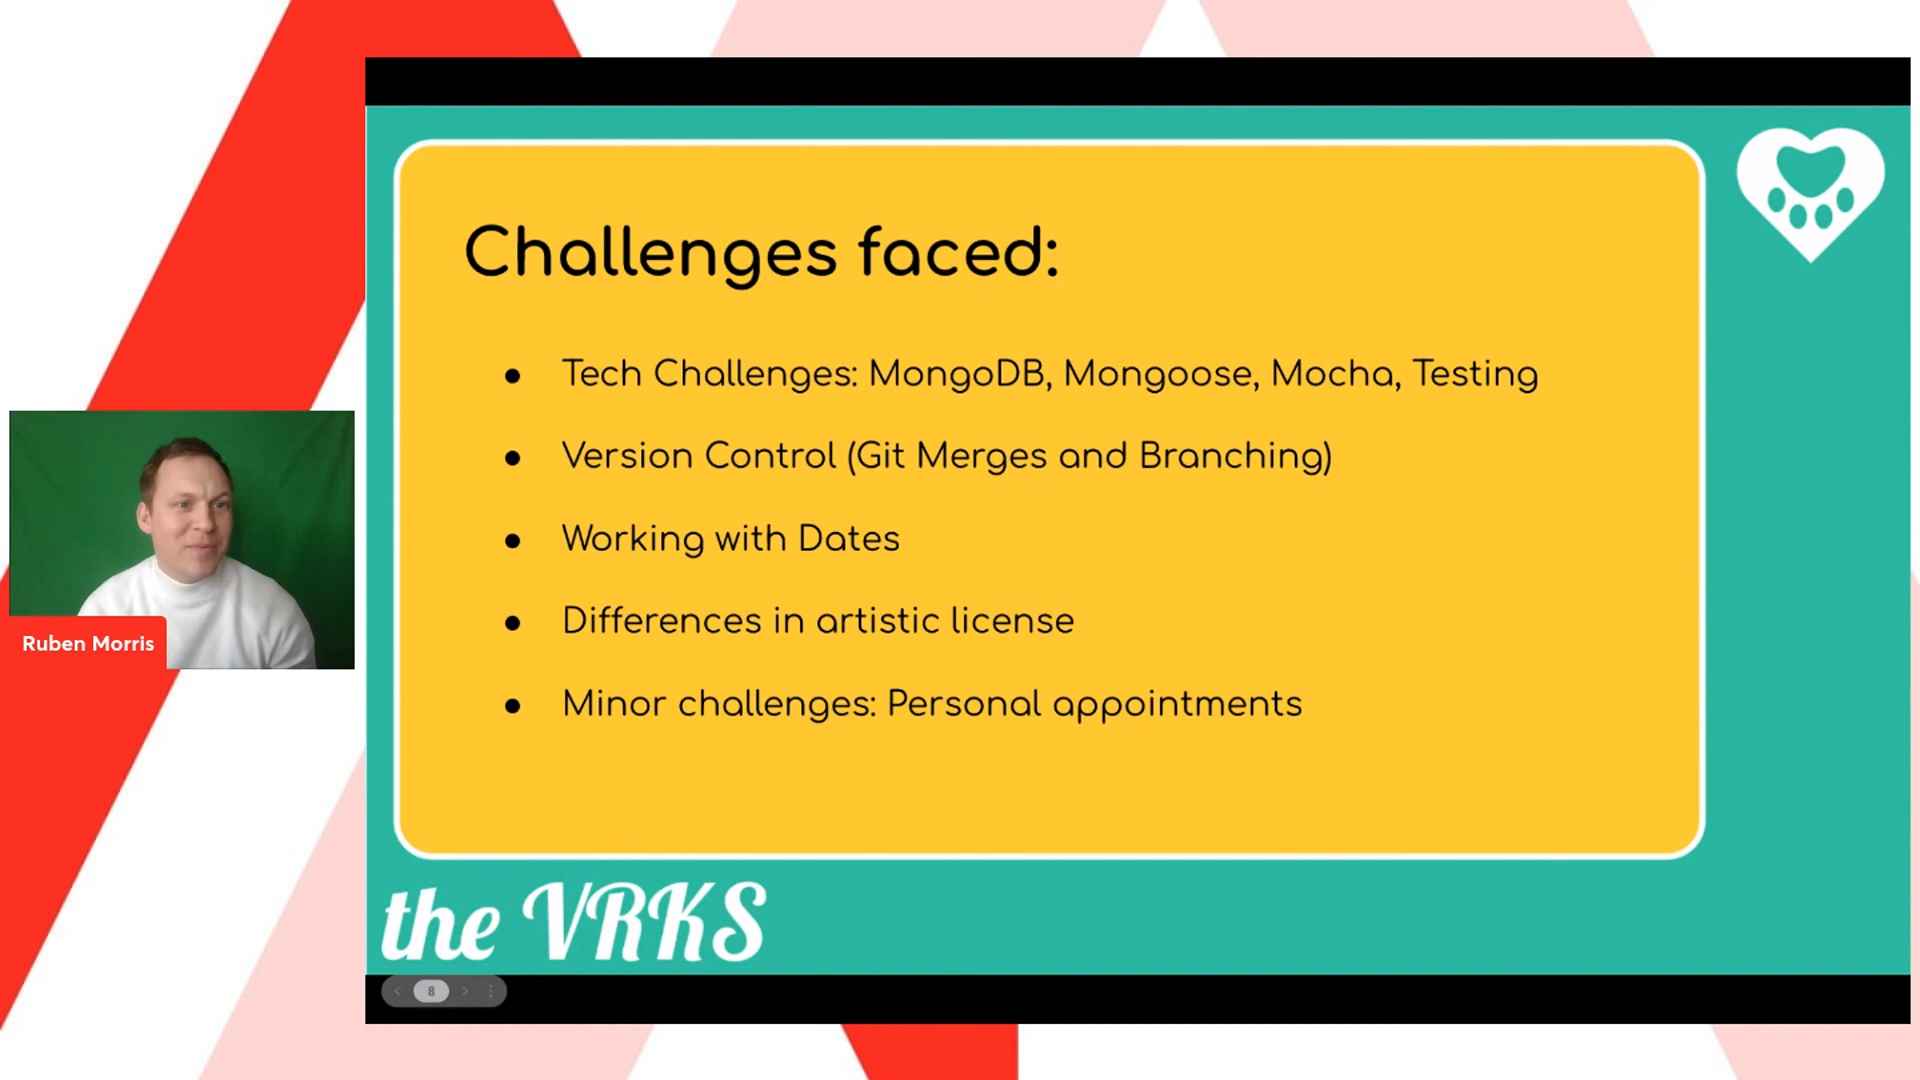 Challenges faced:
● Tech Challenges: MongoDB, Mongoose, Mocha, Testing
● Version Control (Git Merges and Branching)
● Working with Dates
● Differences in artistic license
● Minor challenges: Personal appointments
Ruben Morris
the VRKS
8